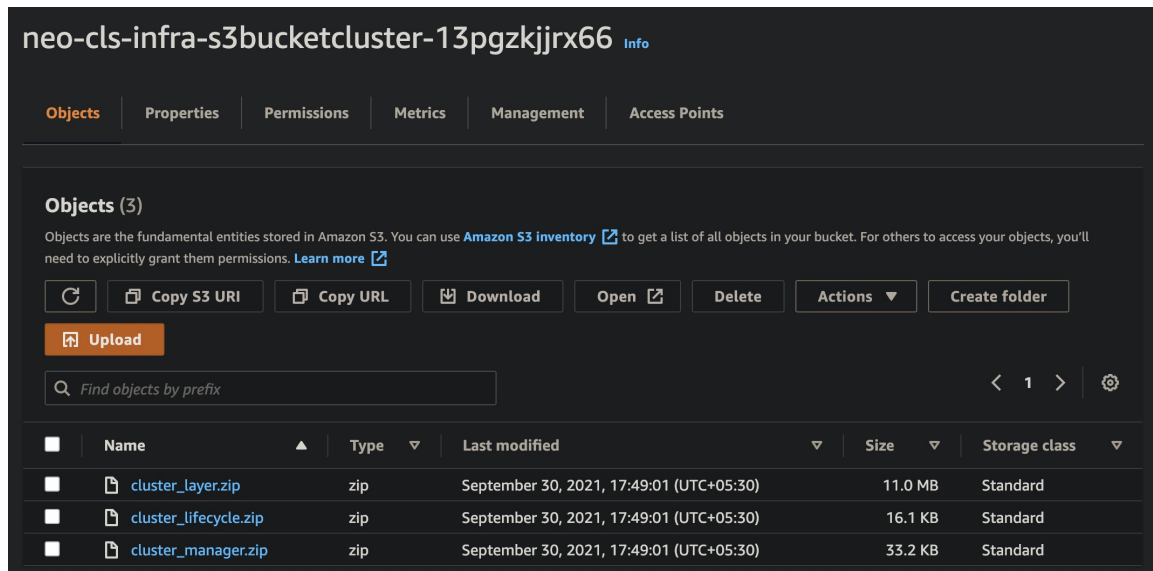 neo-cls-infra-s3bucketcluster-13pgzkjjrx66 Info
Objects Properties Permissions Metrics Management Access Points
Objects (3)
Objects are the fundamental entities stored in Amazon S3. You can use Amazon S3 inventory to get a list of all objects in your bucket. For others to access your objects, you'll
need to explicitly grant them permissions. Learn more
Copy S3 URI Copy URL Download Open Delete Actions Create folder
Upload
Find objects by prefix
1
Name Type Last modified Size Storage class
cluster_layer.zip zip September 30, 2021, 17:49:01 (UTC+05:30) 11.0 MB Standard
cluster_lifecycle.zip zip September 30, 2021, 17:49:01 (UTC+05:30) 16.1 KB Standard
cluster_manager.zip zip September 30, 2021, 17:49:01 (UTC+05:30) 33.2 KB Standard